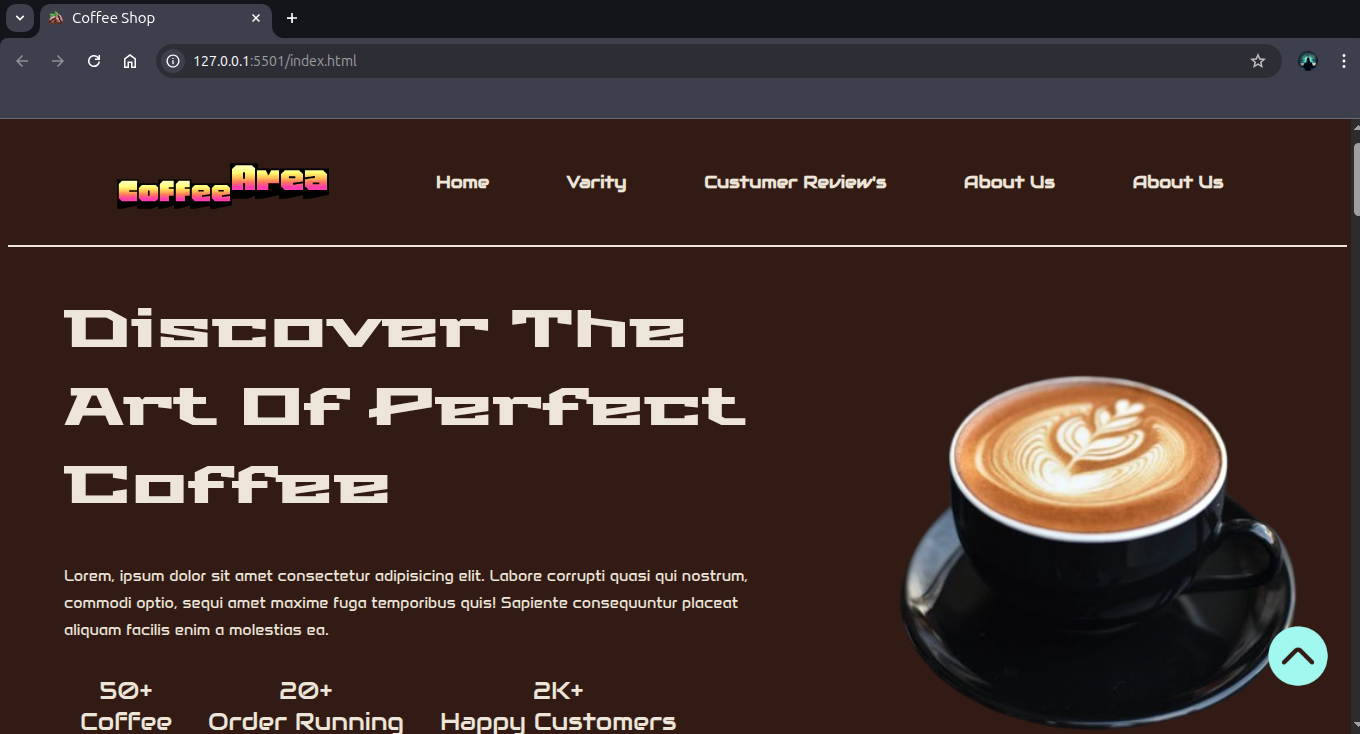 Coffee Shop
127.0.0.1:5501/index.html
Coffee Area
Home Varity Custumer Review's About Us About Us
Discover The
Art Of Perfect
Coffee
Lorem, ipsum dolor sit amet consectetur adipisicing elit. Labore corrupti quasi qui nostrum,
commodi optio, sequi amet maxime fuga temporibus quis! Sapiente consequuntur placeat
aliquam facilis enim a molestias ea.
50+ 20+ 2K+
Coffee Order Running Happy Customers